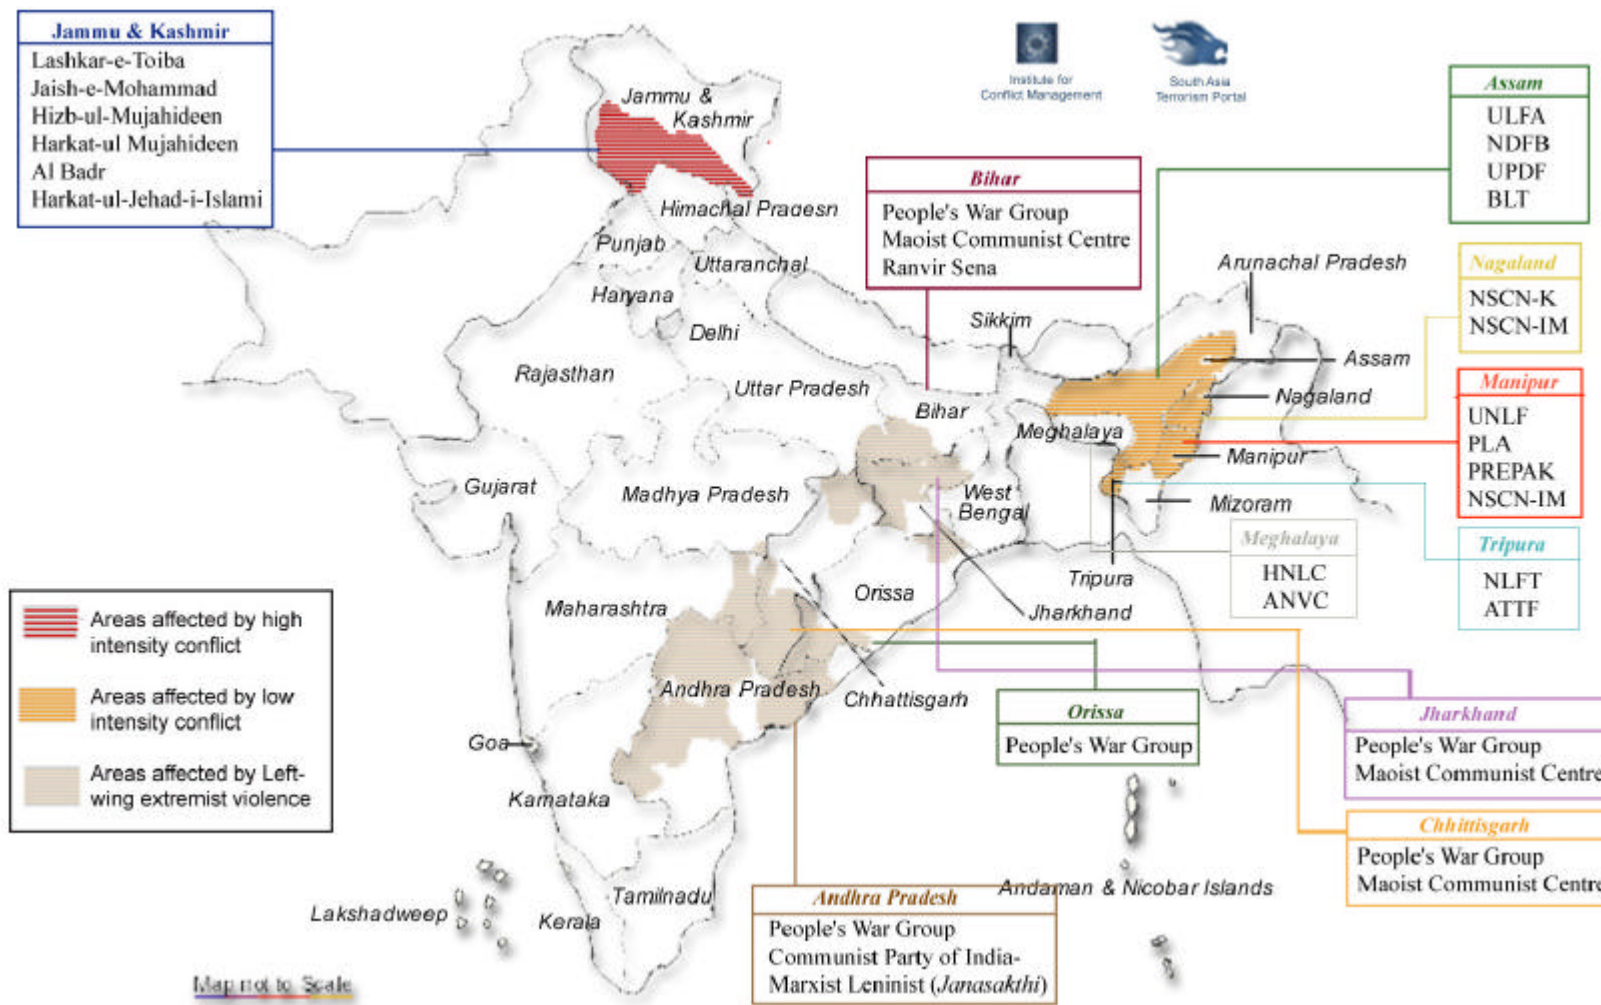 Jammu & Kashmir
Lashkar-e-Toiba
Jaish-e-Mohammad
Hizb-ul-Mujahideen
Harkat-ul Mujahideen
Al Badr
Harkat-ul-Jehad-i-Islami
Institute for
Conflict Management
South Asia
Terrorism Portal
Assam
ULFA
NDFB
UPDF
BLT
Jammu &
Kashmir
Bihar
People's War Group
Maoist Communist Centre
Ranvir Sena
Himachal Pradesh
Punjab
Uttaranchal
Haryana
Delhi
Rajasthan
Uttar Pradesh
Bihar
Sikkim
Arunachal Pradesh
Nagaland
NSCN-K
NSCN-IM
Assam
Nagaland
Meghalaya
Manipur
Mizoram
Manipur
UNLF
PLA
PREPAK
NSCN-IM
Gujarat
Madhya Pradesh
West
Bengal
Meghalaya
HNLC
ANVC
Tripura
NLFT
ATTF
Tripura
Jharkhand
Orissa
Maharashtra
Areas affected by high
intensity conflict
Areas affected by low
intensity conflict
Areas affected by Left-
wing extremist violence
Andhra Pradesh
Chhattisgarh
Goa
Karnataka
Orissa
People's War Group
Jharkhand
People's War Group
Maoist Communist Centre
Chhittisgarh
People's War Group
Maoist Communist Centre
Andaman & Nicobar Islands
Tamilnadu
Lakshadweep
Kerala
Andhra Pradesh
People's War Group
Communist Party of India-
Marxist Leninist (Janasakthi)
Map not to Scale